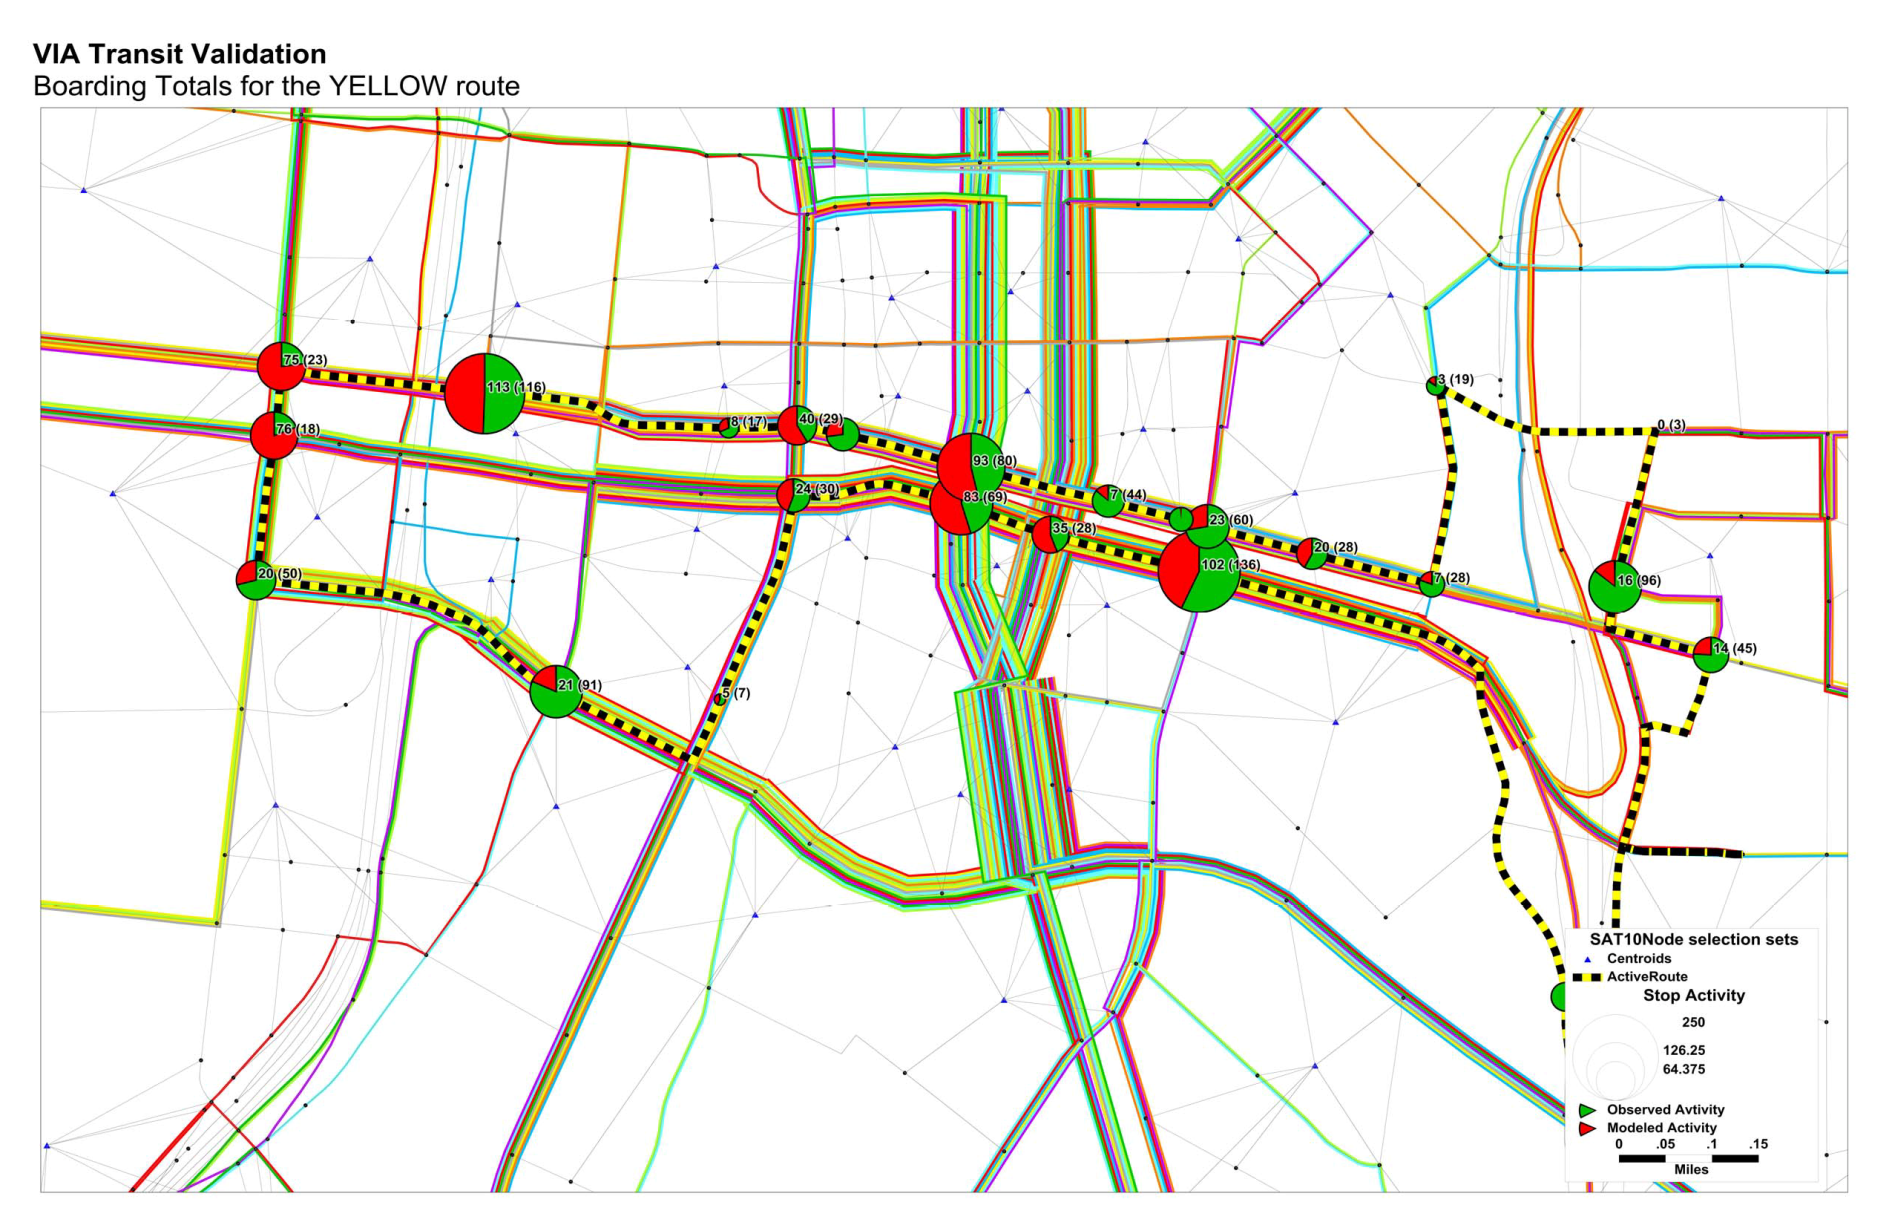 VIA Transit Validation
Boarding Totals for the YELLOW route
75 (23)
113 (116)
3 (19)
8 (17)
40 (29)
0 (3)
76 (18)
93 (80)
24 (30)
83 (69)
7 (44)
23 (60)
35 (28)
20 (28)
102 (136)
20 (50)
7 (28)
16 (96)
14 (45)
21 (91)
5 (7)
SAT10Node selection sets
Centroids
ActiveRoute
Stop Activity
250
126.25
64.375
Observed Avtivity
Modeled Activity
0 .05 .1 .15
Miles